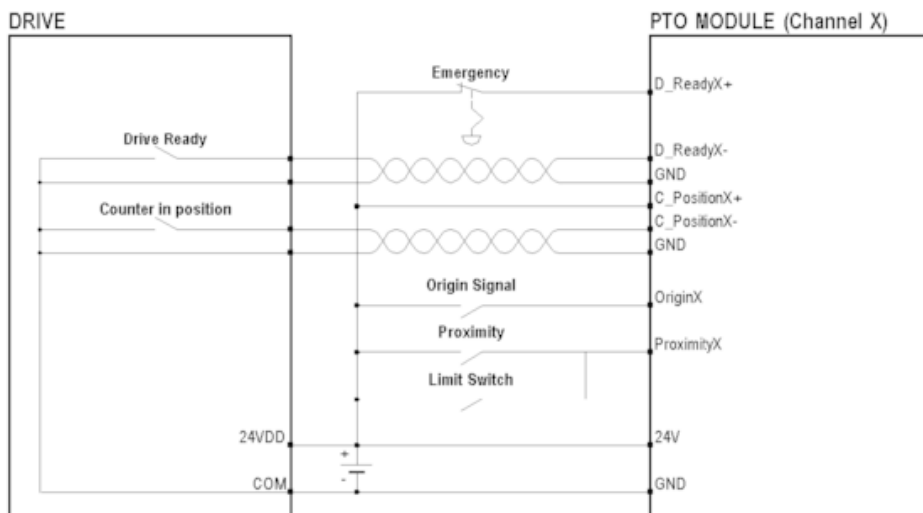 DRIVE
PTO MODULE (Channel X)
Emergency
D_ReadyX+
Drive Ready
D_ReadyX-
GND
C_PositionX+
Counter in position
C_PositionX-
GND
Origin Signal
OriginX
Proximity
ProximityX
Limit Switch
24VDD
24V
+
-
COM
GND